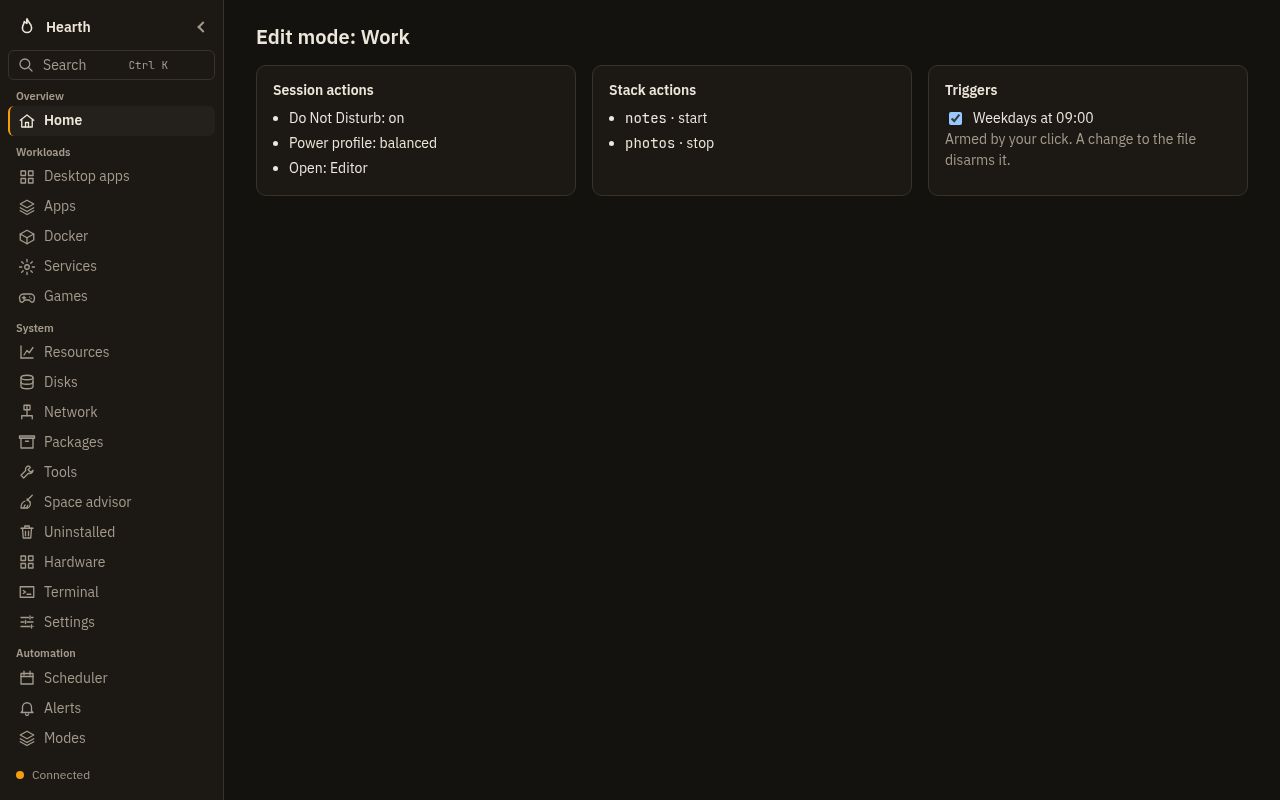 Hearth
Search Ctrl K
Overview
Home
Workloads
Desktop apps
Apps
Docker
Services
Games
System
Resources
Disks
Network
Packages
Tools
Space advisor
Uninstalled
Hardware
Terminal
Settings
Automation
Scheduler
Alerts
Modes
Connected
Edit mode: Work
Session actions
Do Not Disturb: on
Power profile: balanced
Open: Editor
Stack actions
notes · start
photos · stop
Triggers
Weekdays at 09:00
Armed by your click. A change to the file
disarms it.